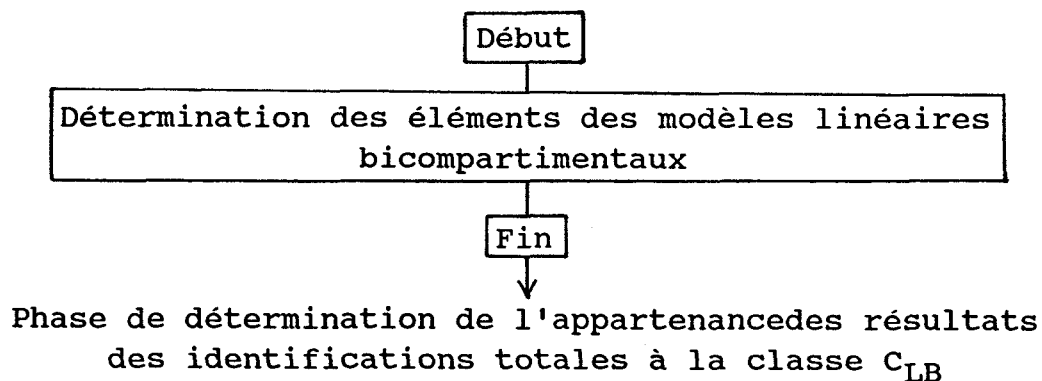 Début
Détermination des éléments des modèles linéaires
bicompartimentaux
Fin
Phase de détermination de l'appartenancedes résultats
des identifications totales à la classe C_LB